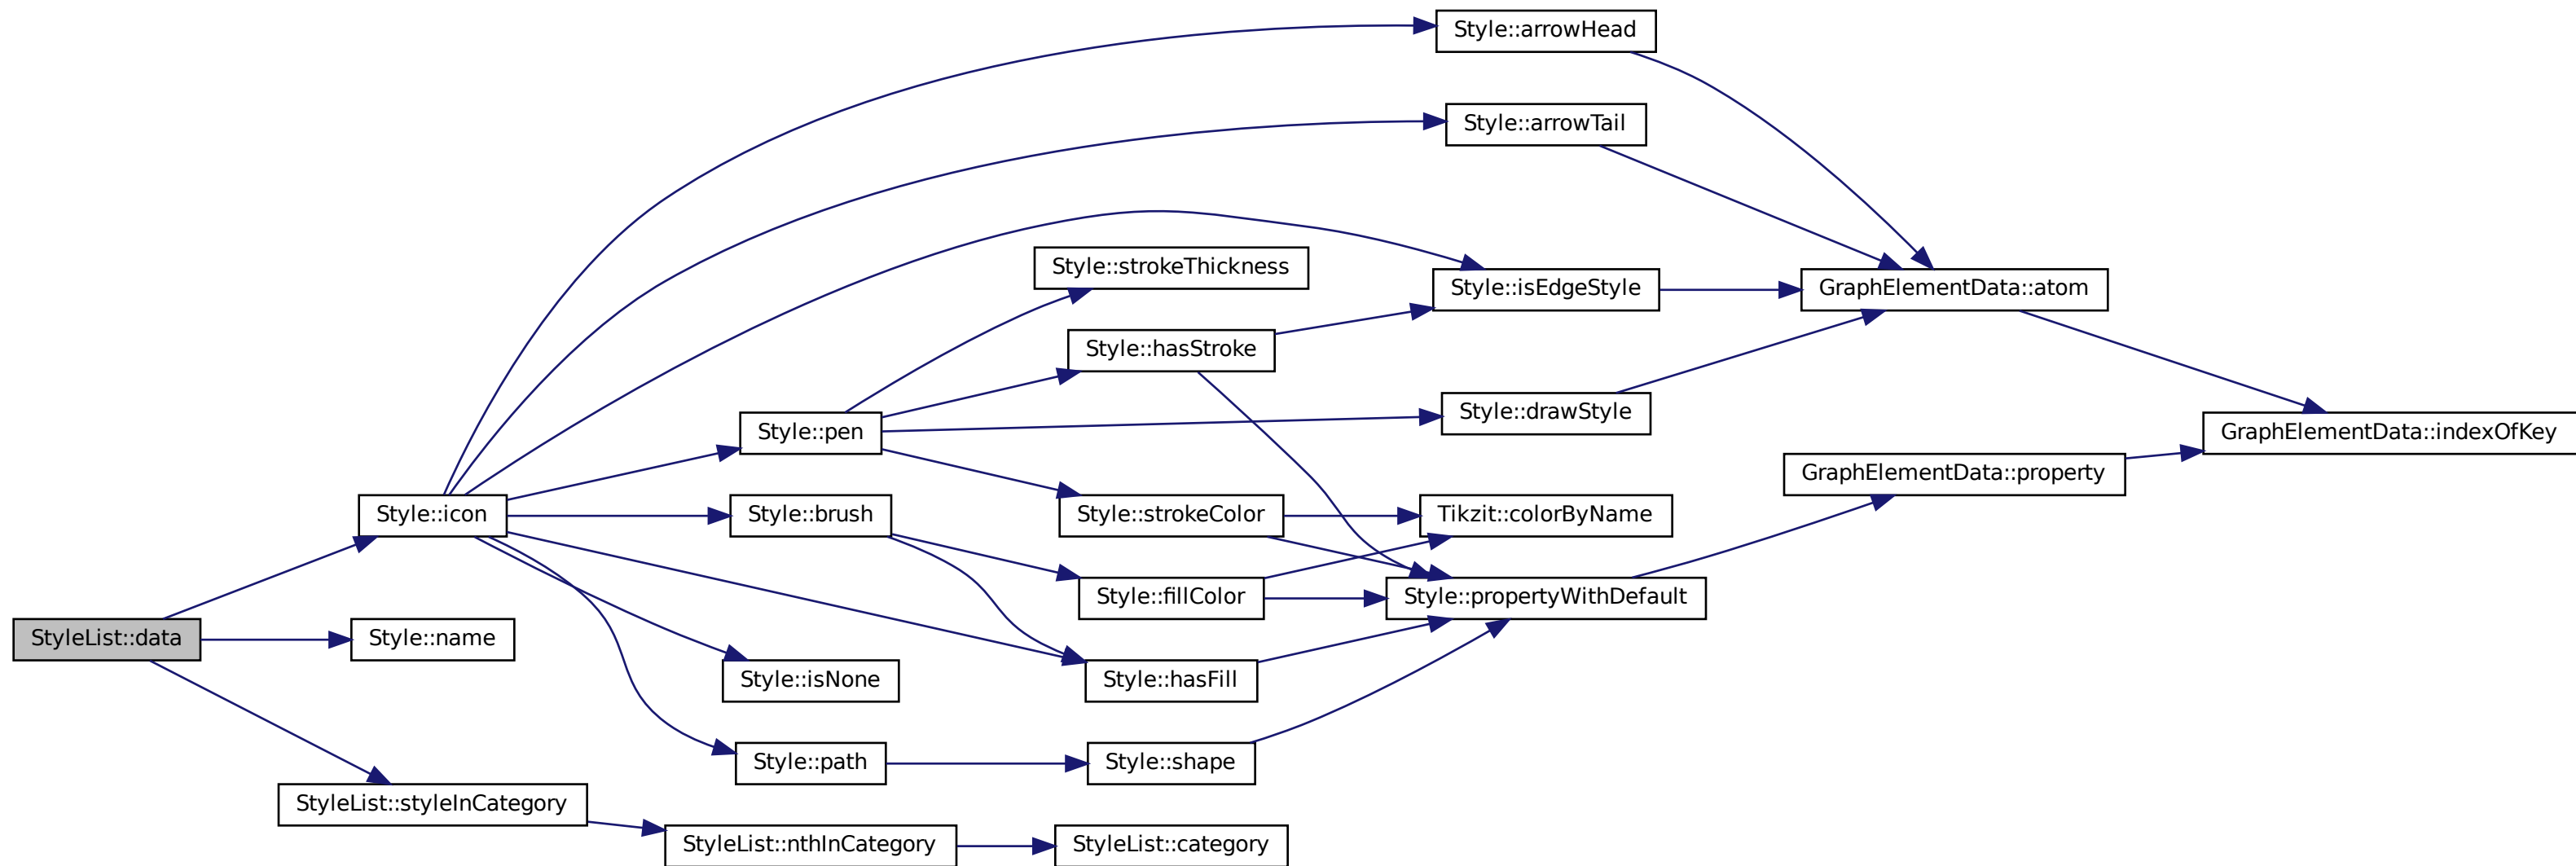 Style::arrowHead
Style::arrowTail
Style::strokeThickness
Style::isEdgeStyle
GraphElementData::atom
Style::hasStroke
Style::drawStyle
Style::pen
GraphElementData::indexOfKey
GraphElementData::property
Style::icon
Style::brush
Style::strokeColor
Tikzit::colorByName
Style::fillColor
Style::propertyWithDefault
StyleList::data
Style::name
Style::isNone
Style::hasFill
Style::path
Style::shape
StyleList::styleInCategory
StyleList::nthInCategory
StyleList::category